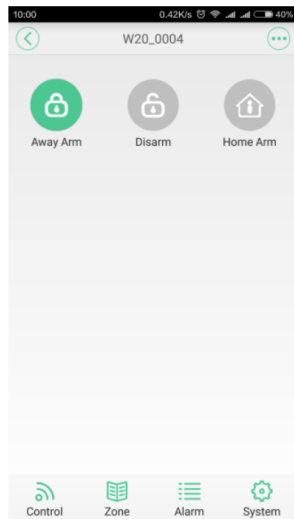 10:00 0.42K/s 40%
W20_0004
Away Arm Disarm Home Arm
Control Zone Alarm System